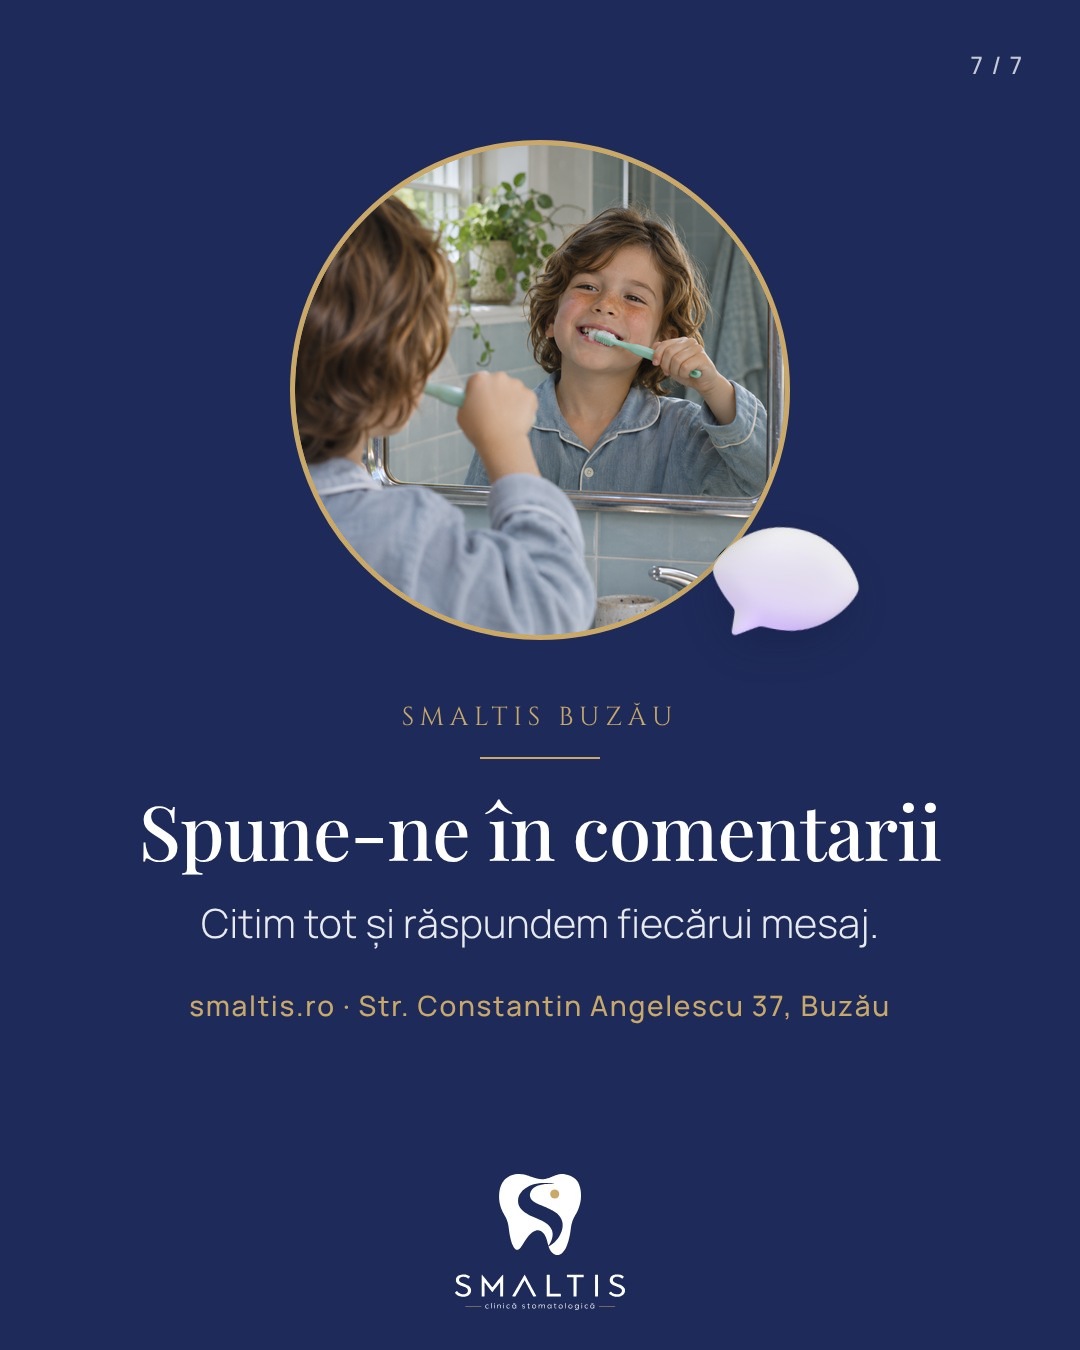 7 / 7
SMALTIS BUZĂU
Spune-ne în comentarii
Citim tot și răspundem fiecărui mesaj.
smaltis.ro · Str. Constantin Angelescu 37, Buzău
SMALTIS
clinică stomatologică